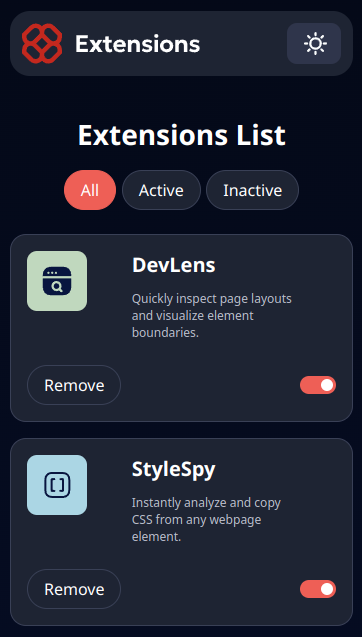 Extensions
Extensions List
All Active Inactive
DevLens
Quickly inspect page layouts
and visualize element
boundaries.
Remove
StyleSpy
Instantly analyze and copy
CSS from any webpage
element.
Remove